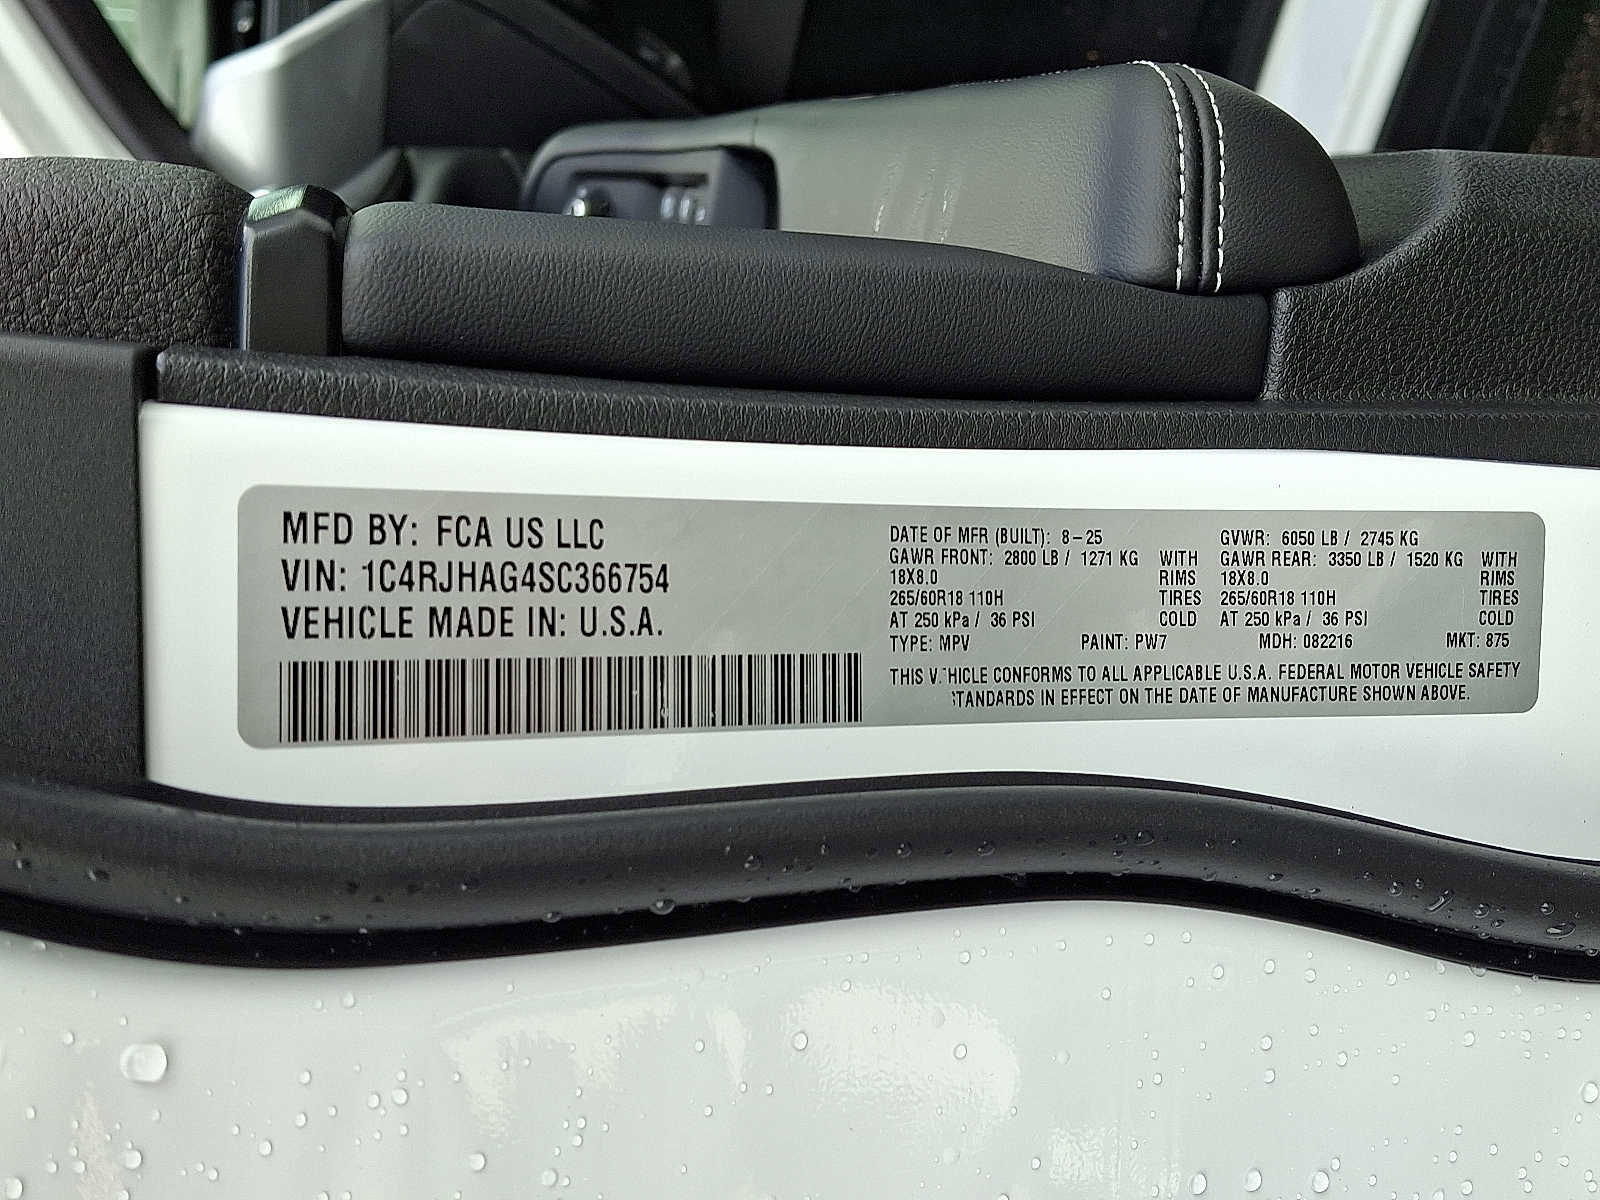 MFD BY: FCA US LLC
VIN: 1C4RJHAG4SC366754
VEHICLE MADE IN: U.S.A.
DATE OF MFR (BUILT): 8-25 GVWR: 6050 LB / 2745 KG
GAWR FRONT: 2800 LB / 1271 KG WITH GAWR REAR: 3350 LB / 1520 KG WITH
18X8.0 RIMS 18X8.0 RIMS
265/60R18 110H TIRES 265/60R18 110H TIRES
AT 250 kPa / 36 PSI COLD AT 250 kPa / 36 PSI COLD
TYPE: MPV PAINT: PW7 MDH: 082216 MKT: 875
THIS VEHICLE CONFORMS TO ALL APPLICABLE U.S.A. FEDERAL MOTOR VEHICLE SAFETY
STANDARDS IN EFFECT ON THE DATE OF MANUFACTURE SHOWN ABOVE.